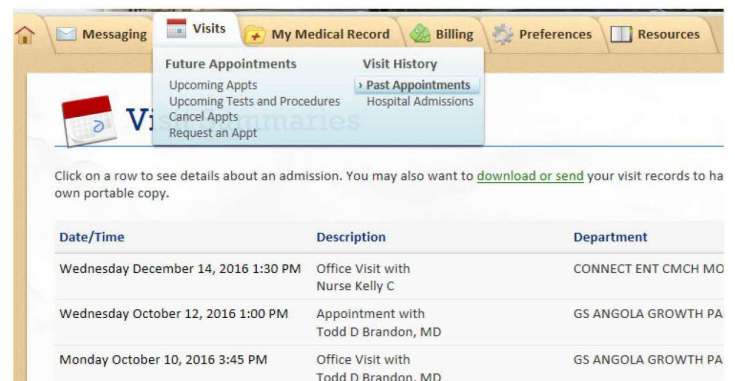 Messaging Visits My Medical Record Billing Preferences Resources
Future Appointments
Upcoming Appts
Upcoming Tests and Procedures
Cancel Appts
Request an Appt
Visit History
› Past Appointments
Hospital Admissions
Click on a row to see details about an admission. You may also want to download or send your visit records to ha
own portable copy.
Date/Time Description Department
Wednesday December 14, 2016 1:30 PM Office Visit with CONNECT ENT CMCH MO
Nurse Kelly C
Wednesday October 12, 2016 1:00 PM Appointment with GS ANGOLA GROWTH PA
Todd D Brandon, MD
Monday October 10, 2016 3:45 PM Office Visit with GS ANGOLA GROWTH PA
Todd D Brandon, MD